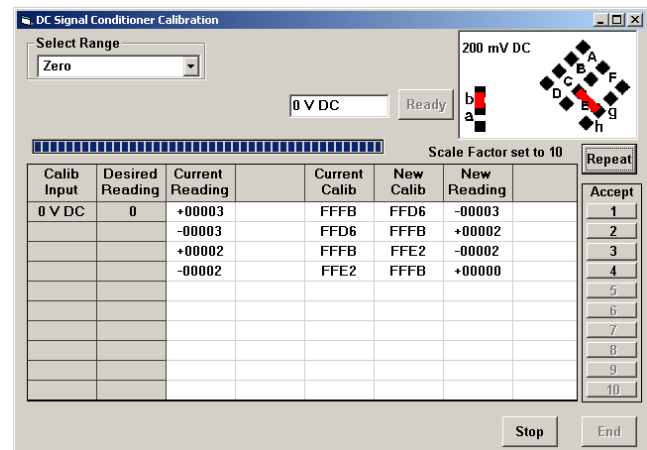 DC Signal Conditioner Calibration
Select Range
Zero
200 mV DC
A
B
F
C
D
E
g
h
b
a
0 V DC
Ready
Scale Factor set to 10
Repeat
Calib Input Desired Reading Current Reading Current Calib New Calib New Reading
Accept
0 V DC 0 +00003 FFFB FFD6 -00003 1
-00003 FFD6 FFFB +00002 2
+00002 FFFB FFE2 -00002 3
-00002 FFE2 FFFB +00000 4
5
6
7
8
9
10
Stop
End